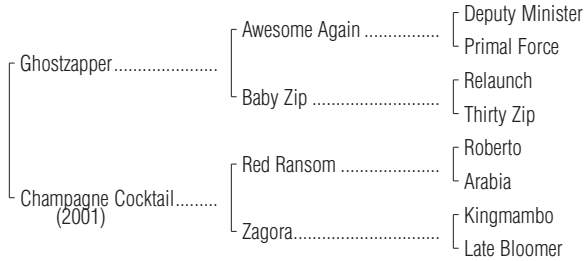 Deputy Minister
Awesome Again ................
Primal Force
Ghostzapper......................
Relaunch
Baby Zip ...........................
Thirty Zip
Roberto
Red Ransom .....................
Arabia
Champagne Cocktail.........
(2001)
Kingmambo
Zagora...............................
Late Bloomer